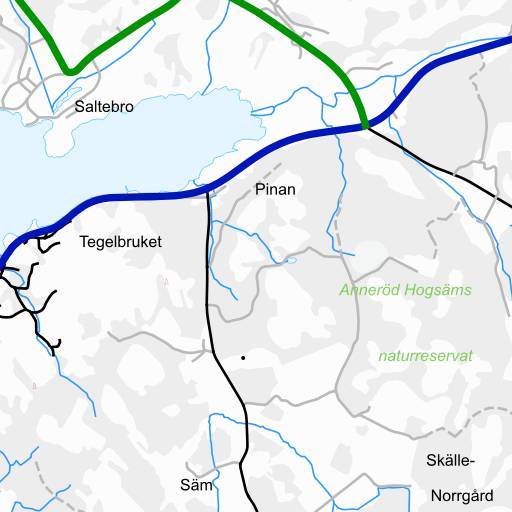 Saltebro
Pinan
Tegelbruket
Anneröd Hogsäms
naturreservat
Skälle-
Säm
Norrgård